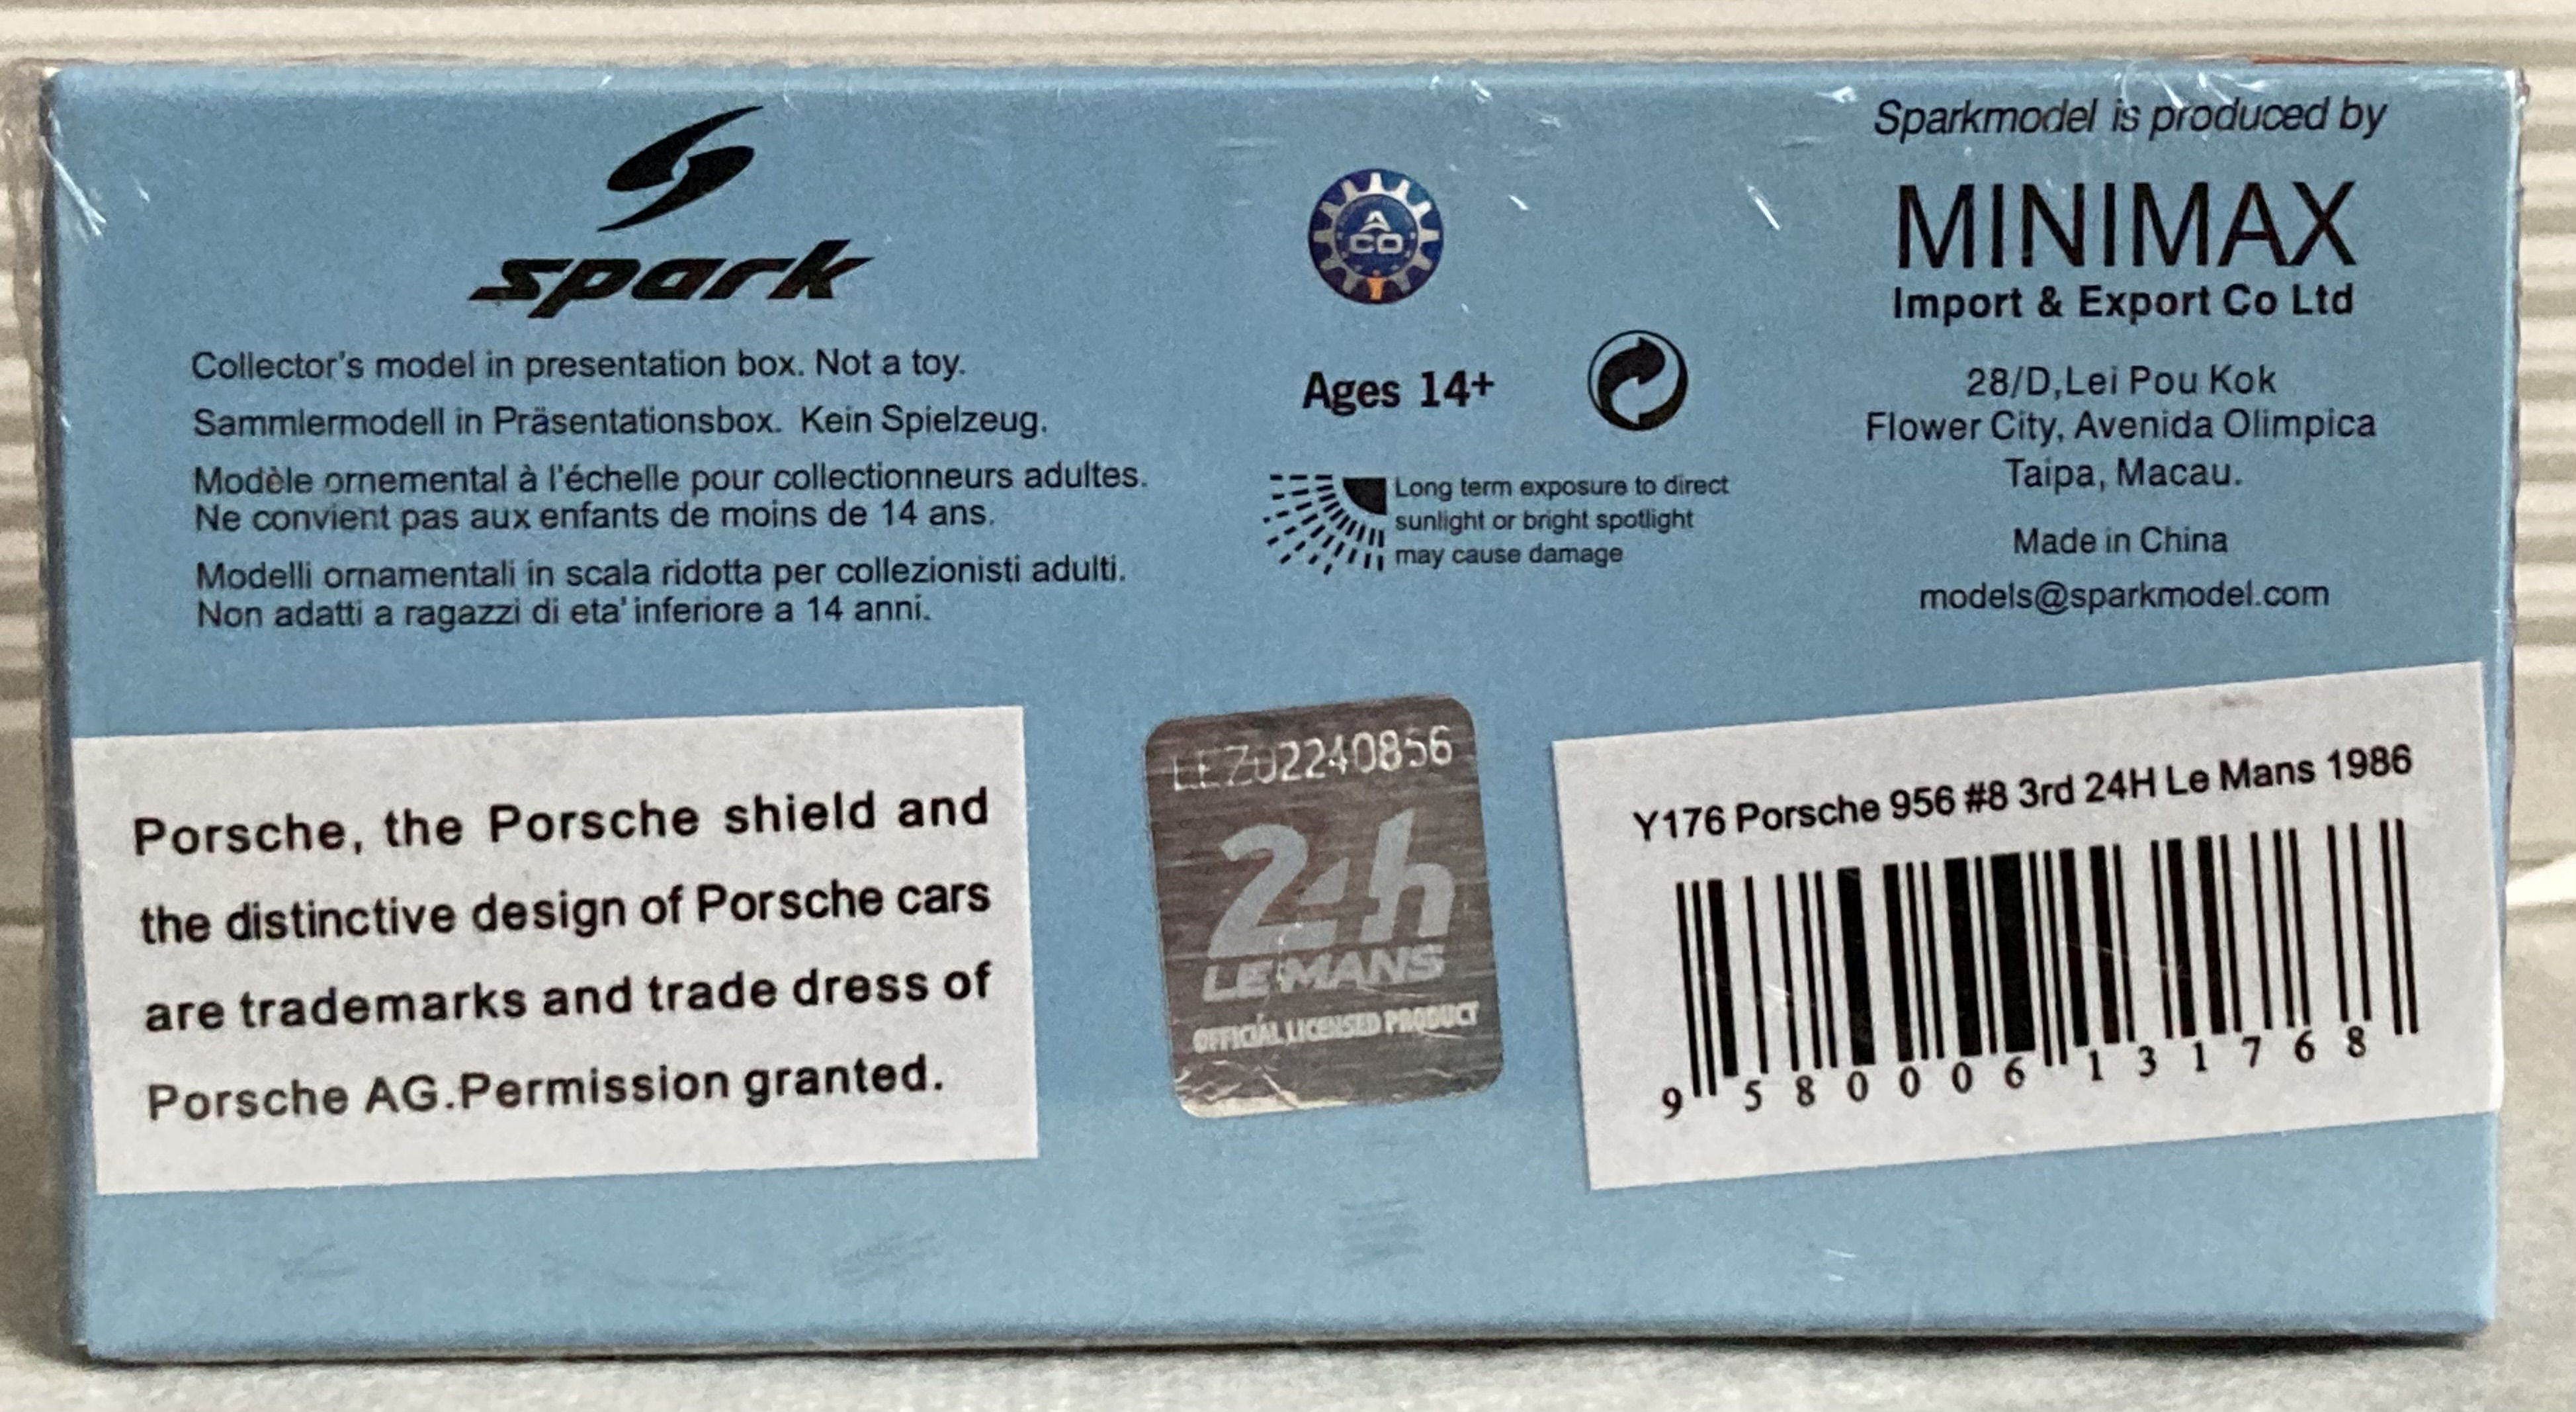 spark
Collector's model in presentation box. Not a toy.
Sammlermodell in Präsentationsbox. Kein Spielzeug.
Modèle ornemental à l'échelle pour collectionneurs adultes.
Ne convient pas aux enfants de moins de 14 ans.
Modelli ornamentali in scala ridotta per collezionisti adulti.
Non adatti a ragazzi di eta' inferiore a 14 anni.
A
CO
Ages 14+
Long term exposure to direct
sunlight or bright spotlight
may cause damage
Sparkmodel is produced by
MINIMAX
Import & Export Co Ltd
28/D,Lei Pou Kok
Flower City, Avenida Olimpica
Taipa, Macau.
Made in China
models@sparkmodel.com
Porsche, the Porsche shield and
the distinctive design of Porsche cars
are trademarks and trade dress of
Porsche AG.Permission granted.
LEZ02240856
24h
LE MANS
OFFICIAL LICENSED PRODUCT
Y176 Porsche 956 #8 3rd 24H Le Mans 1986
9 580006 131768